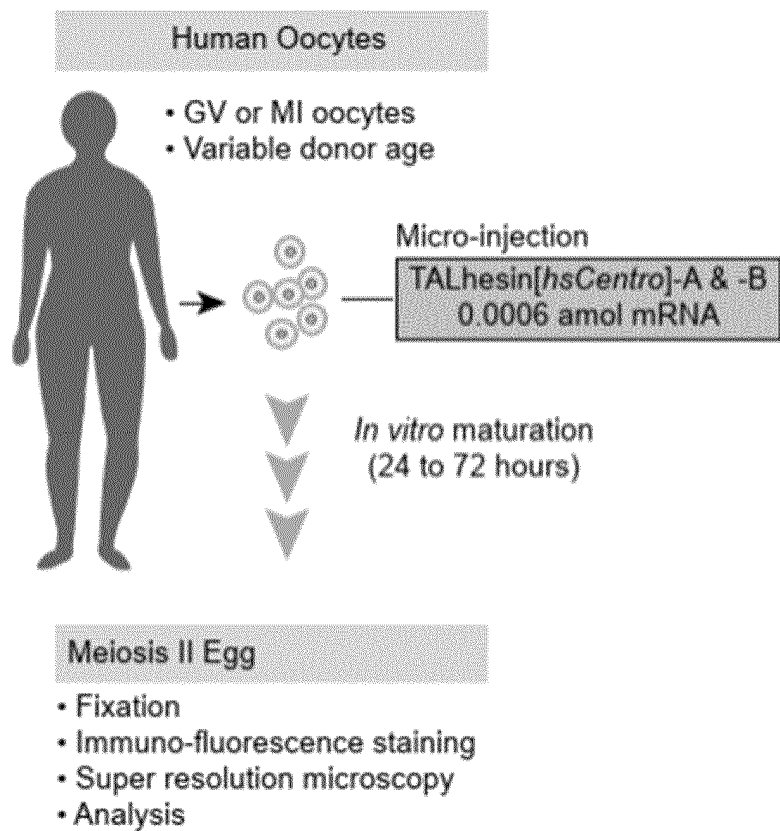 Human Oocytes
• GV or MI oocytes
• Variable donor age
Micro-injection
TALhesin[hsCentro]-A & -B
0.0006 amol mRNA
In vitro maturation
(24 to 72 hours)
Meiosis II Egg
• Fixation
• Immuno-fluorescence staining
• Super resolution microscopy
• Analysis